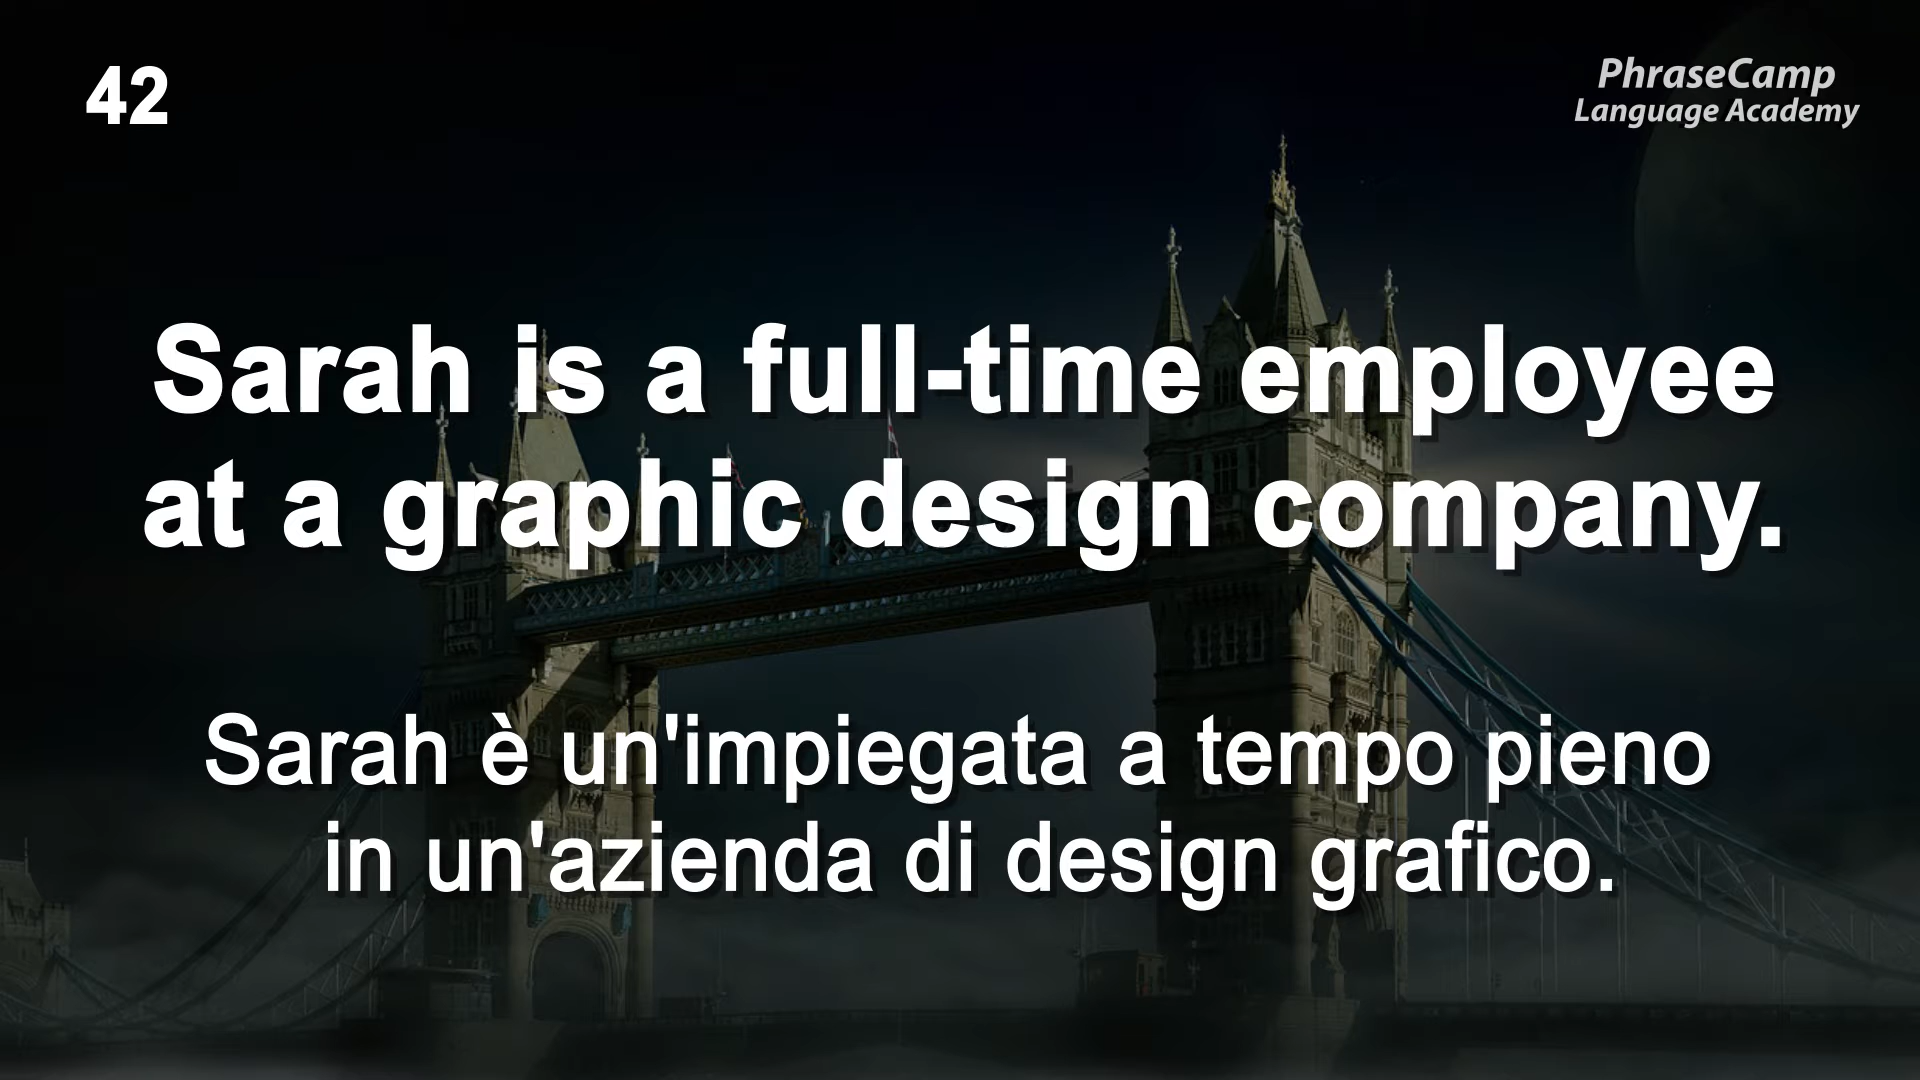 42
PhraseCamp
Language Academy
Sarah is a full-time employee
at a graphic design company.
Sarah è un'impiegata a tempo pieno
in un'azienda di design grafico.